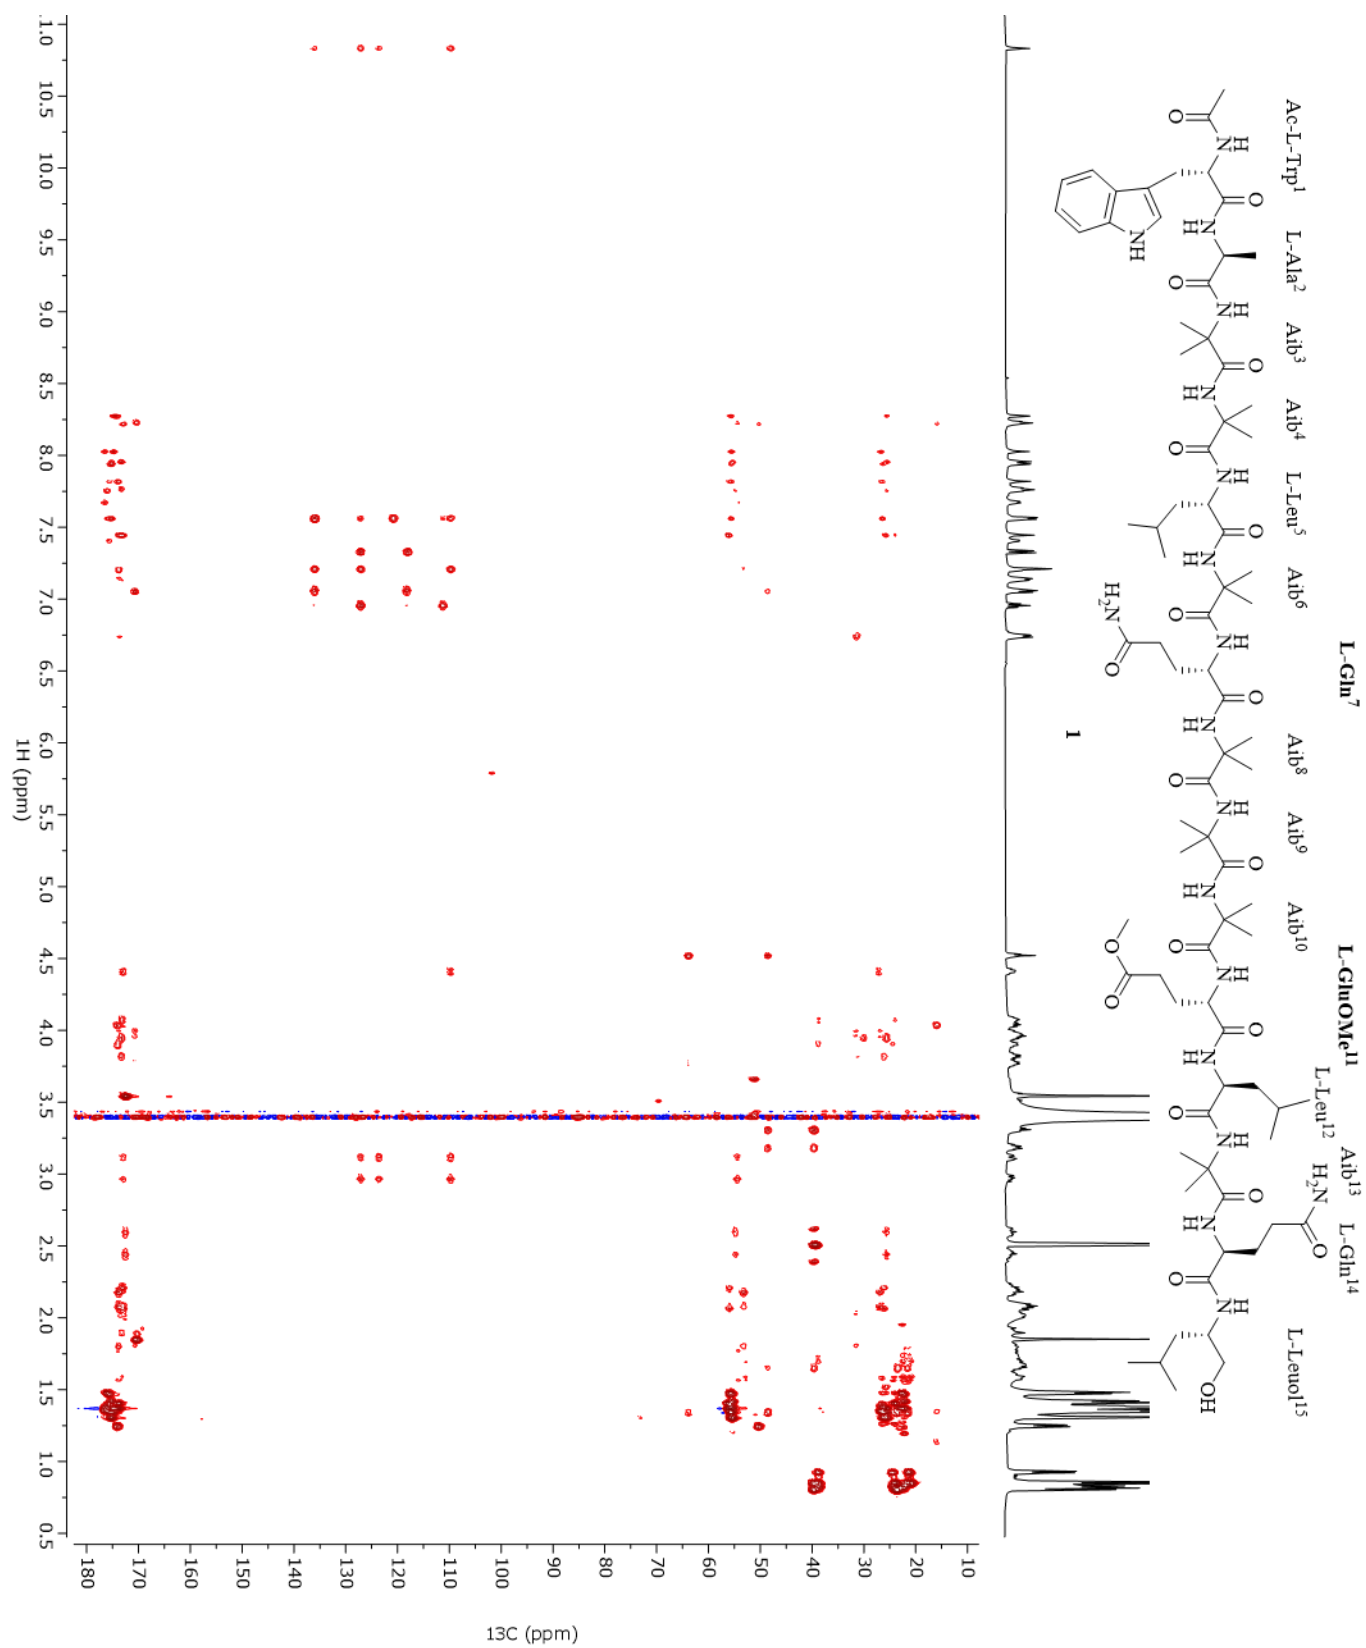 L-Gln⁷ L-GluOMe¹¹ Aib¹³ L-Gln¹⁴
L-Leu¹² H₂N O
Ac-L-Trp¹ L-Ala² Aib³ Aib⁴ L-Leu⁵ Aib⁶ Aib⁸ Aib⁹ Aib¹⁰ L-Leuol¹⁵
O O O O O O O
H H H H H H H H
N N N N N N N N
N N N N N N N OH
H H H H H H H
O O O O O O O O
NH H₂N O O O
1
10
20
30
40
50
60
70
80
90
100
110
120
130
140
150
160
170
180
13C (ppm)
1.0 10.5 10.0 9.5 9.0 8.5 8.0 7.5 7.0 6.5 6.0 5.5 5.0 4.5 4.0 3.5 3.0 2.5 2.0 1.5 1.0 0.5
1H (ppm)